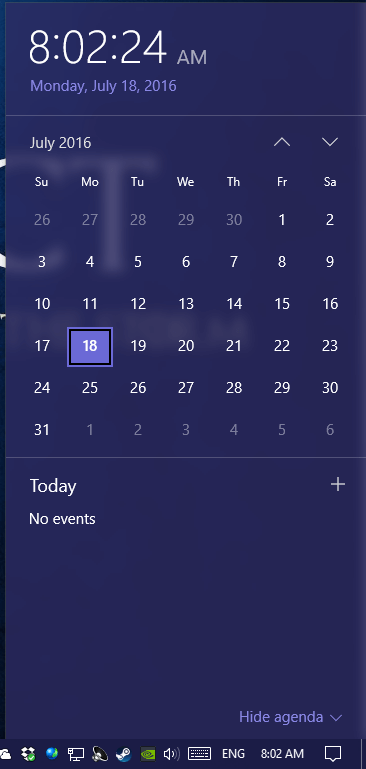 8:02:24 AM
Monday, July 18, 2016
July 2016
Su Mo Tu We Th Fr Sa
26 27 28 29 30 1 2
3 4 5 6 7 8 9
10 11 12 13 14 15 16
17 18 19 20 21 22 23
24 25 26 27 28 29 30
31 1 2 3 4 5 6
Today
No events
Hide agenda
ENG 8:02 AM